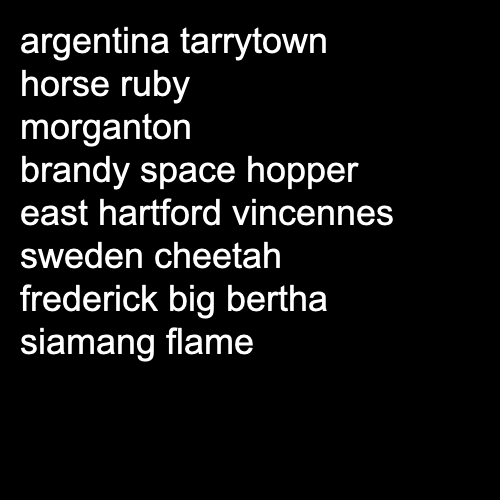 argentina tarrytown
horse ruby
morganton
brandy space hopper
east hartford vincennes
sweden cheetah
frederick big bertha
siamang flame